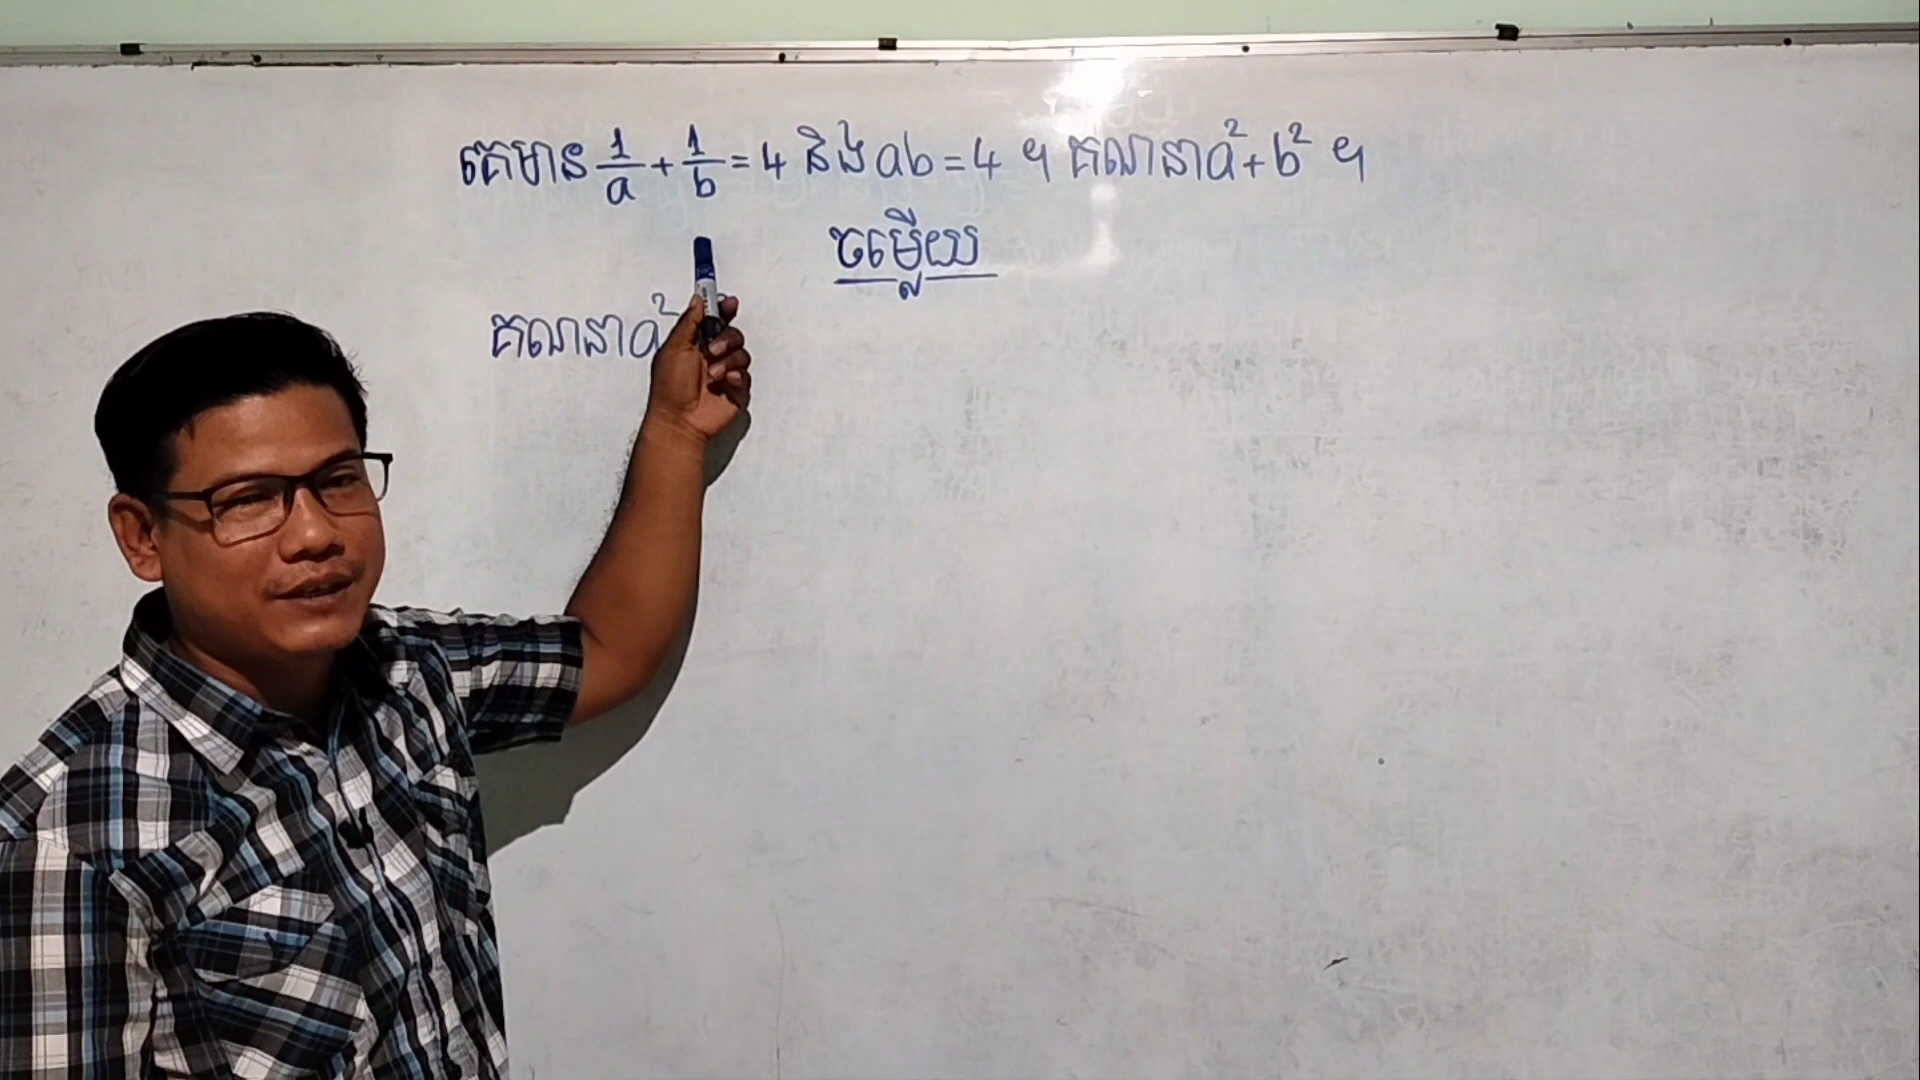 គេមាន 1/a + 1/b = 4 និង ab = 4 ។ គណនា a² + b² ។
ចម្លើយ
គណនា a²